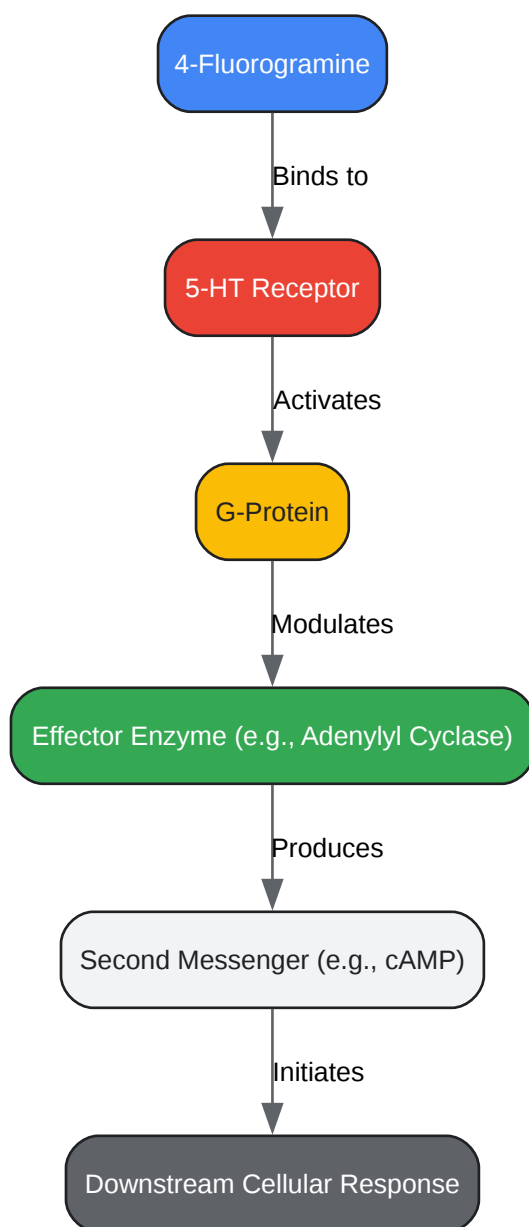 4-Fluorogramine
Binds to
5-HT Receptor
Activates
G-Protein
Modulates
Effector Enzyme (e.g., Adenylyl Cyclase)
Produces
Second Messenger (e.g., cAMP)
Initiates
Downstream Cellular Response